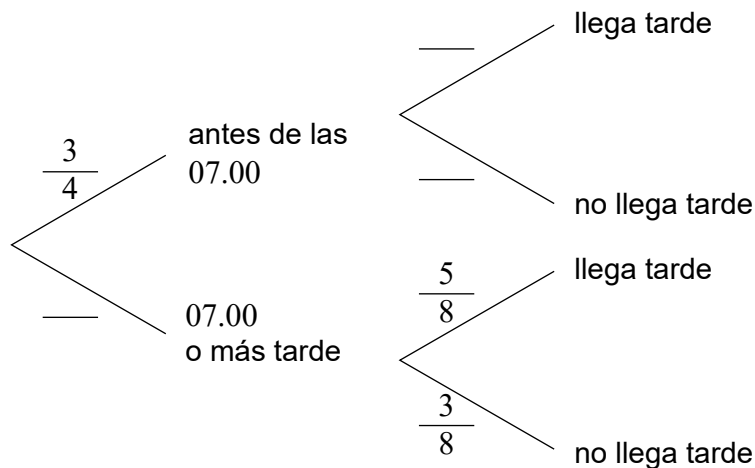 llega tarde
antes de las
07.00
3
4
no llega tarde
07.00
o más tarde
llega tarde
5
8
3
8
no llega tarde